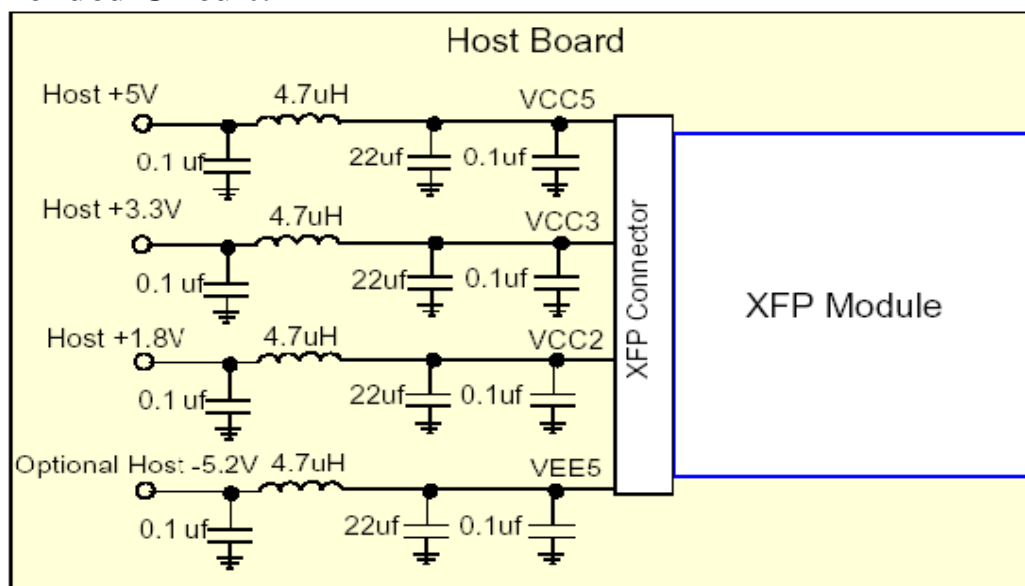 Host Board
Host +5V
4.7uH
VCC5
0.1 uf
22uf
0.1uf
Host +3.3V
4.7uH
VCC3
0.1 uf
22uf
0.1uf
Host +1.8V
4.7uH
VCC2
0.1 uf
22uf
0.1uf
Optional Host -5.2V
4.7uH
VEE5
0.1 uf
22uf
0.1uf
XFP Connector
XFP Module